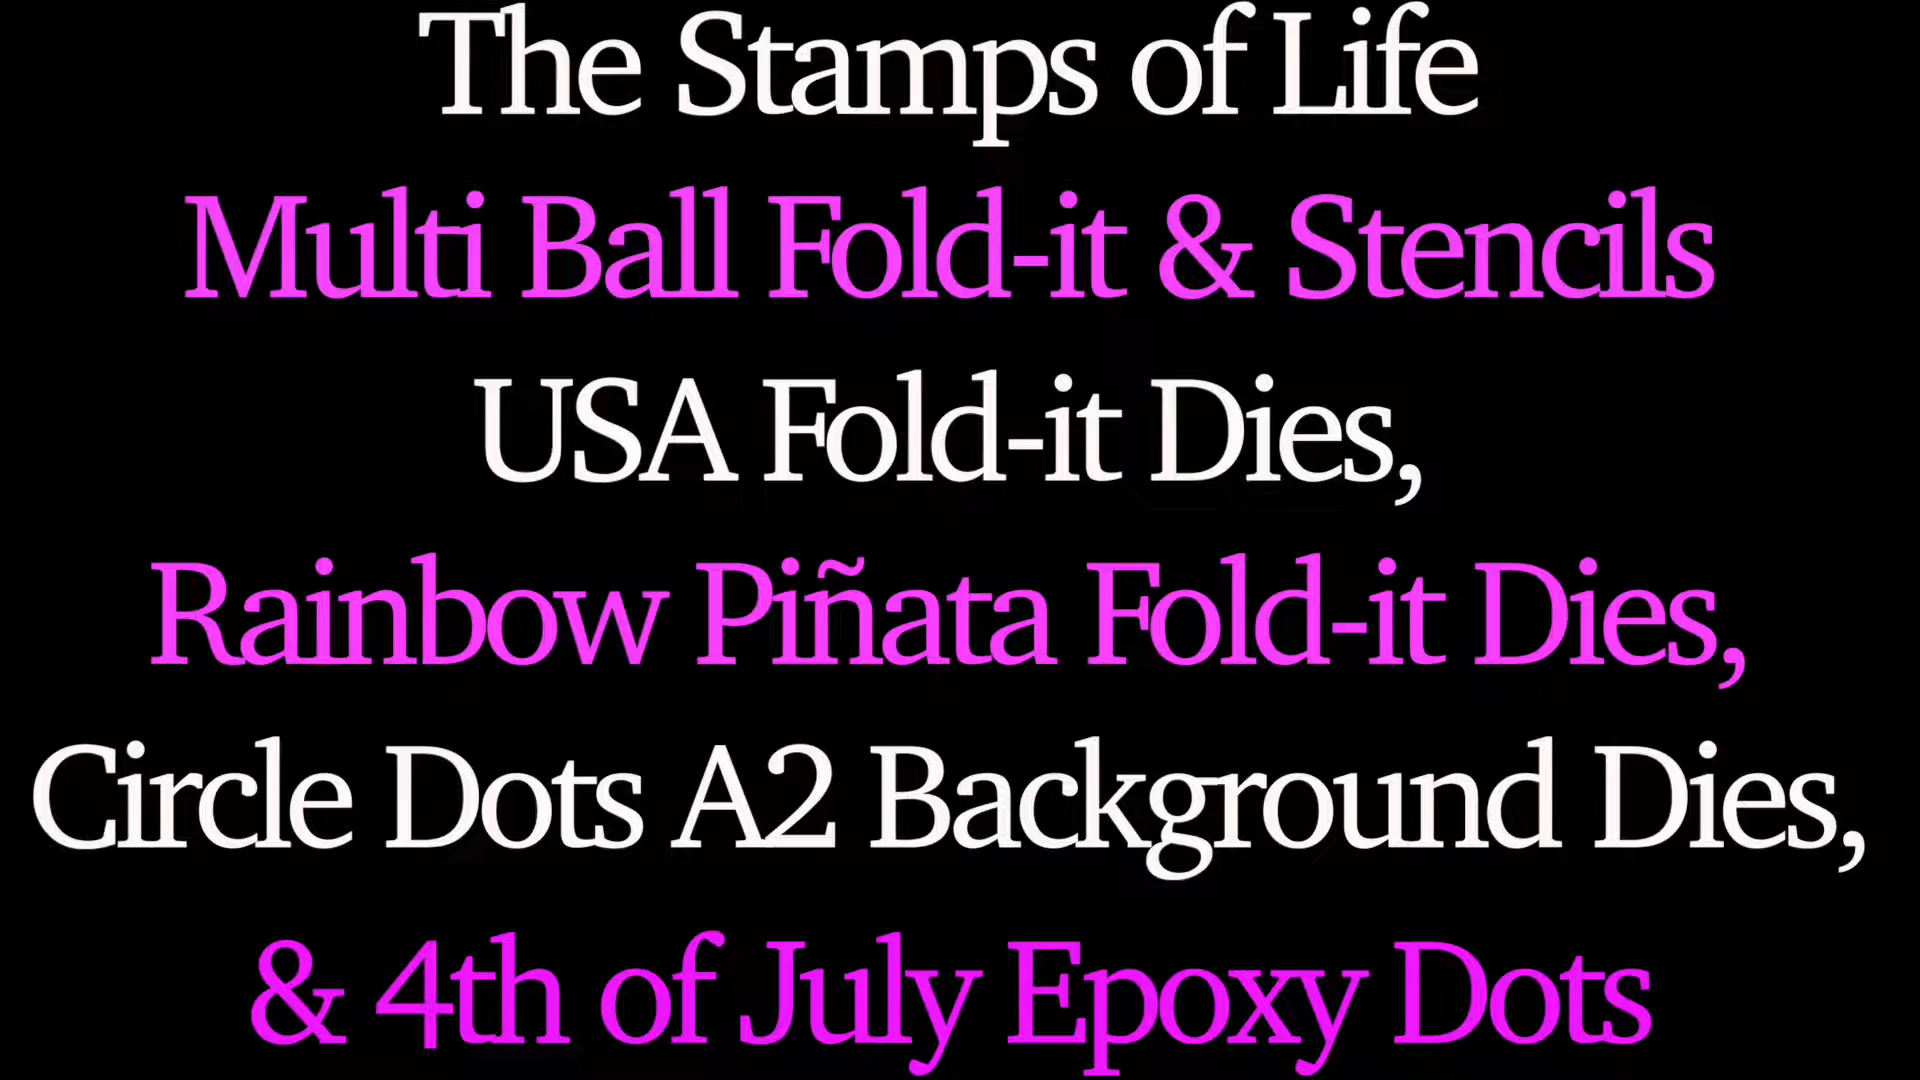 The Stamps of Life
Multi Ball Fold-it & Stencils
USA Fold-it Dies,
Rainbow Piñata Fold-it Dies,
Circle Dots A2 Background Dies,
& 4th of July Epoxy Dots